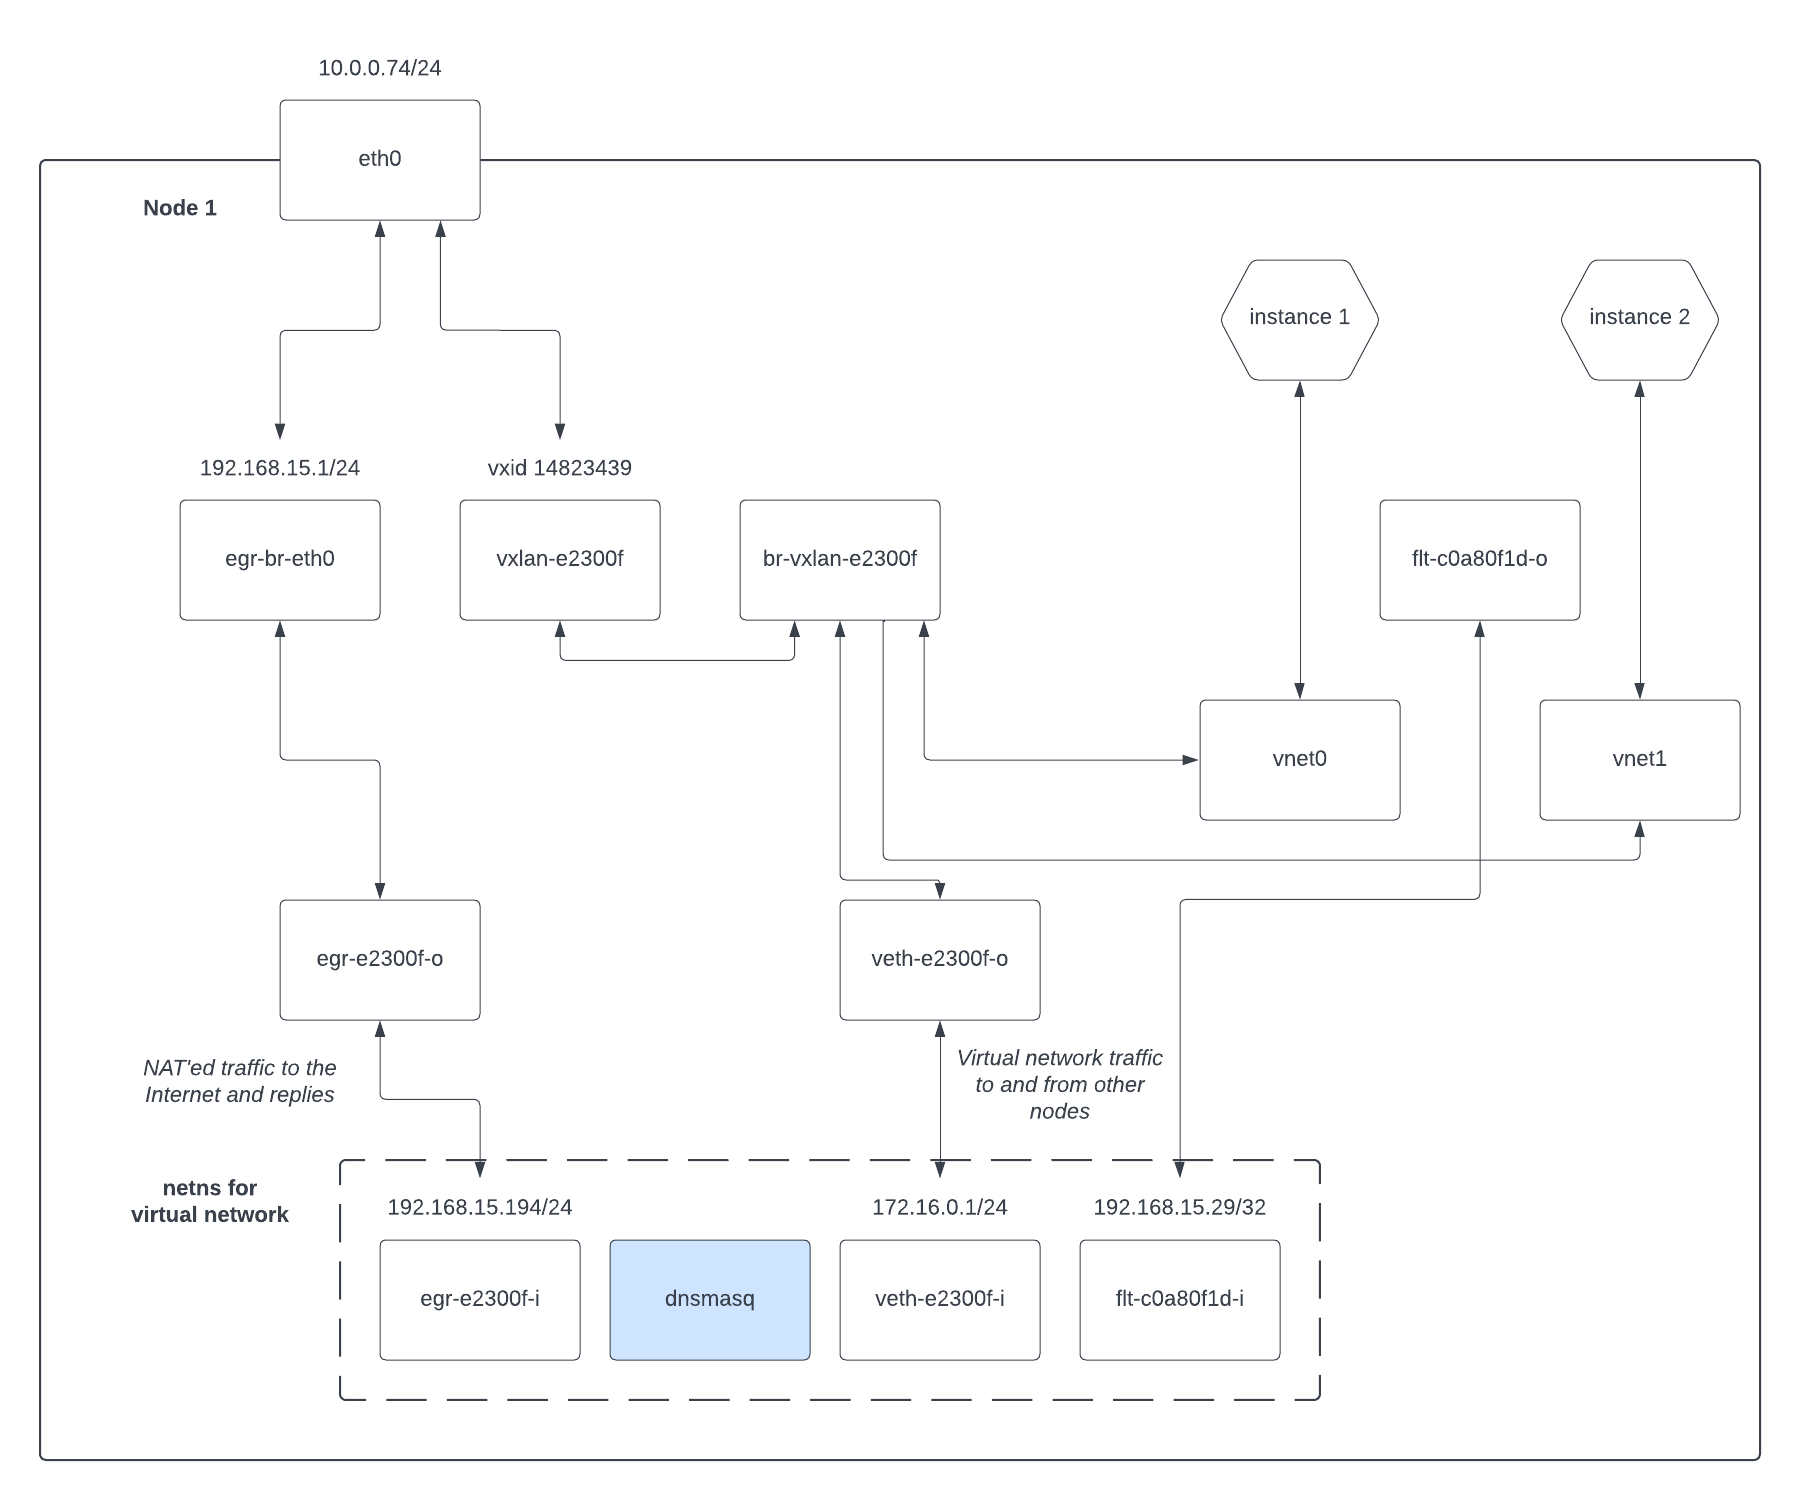 10.0.0.74/24
eth0
Node 1
instance 1
instance 2
192.168.15.1/24
vxid 14823439
egr-br-eth0
vxlan-e2300f
br-vxlan-e2300f
flt-c0a80f1d-o
vnet0
vnet1
egr-e2300f-o
veth-e2300f-o
NAT'ed traffic to the
Internet and replies
Virtual network traffic
to and from other
nodes
netns for
virtual network
192.168.15.194/24
172.16.0.1/24
192.168.15.29/32
egr-e2300f-i
dnsmasq
veth-e2300f-i
flt-c0a80f1d-i